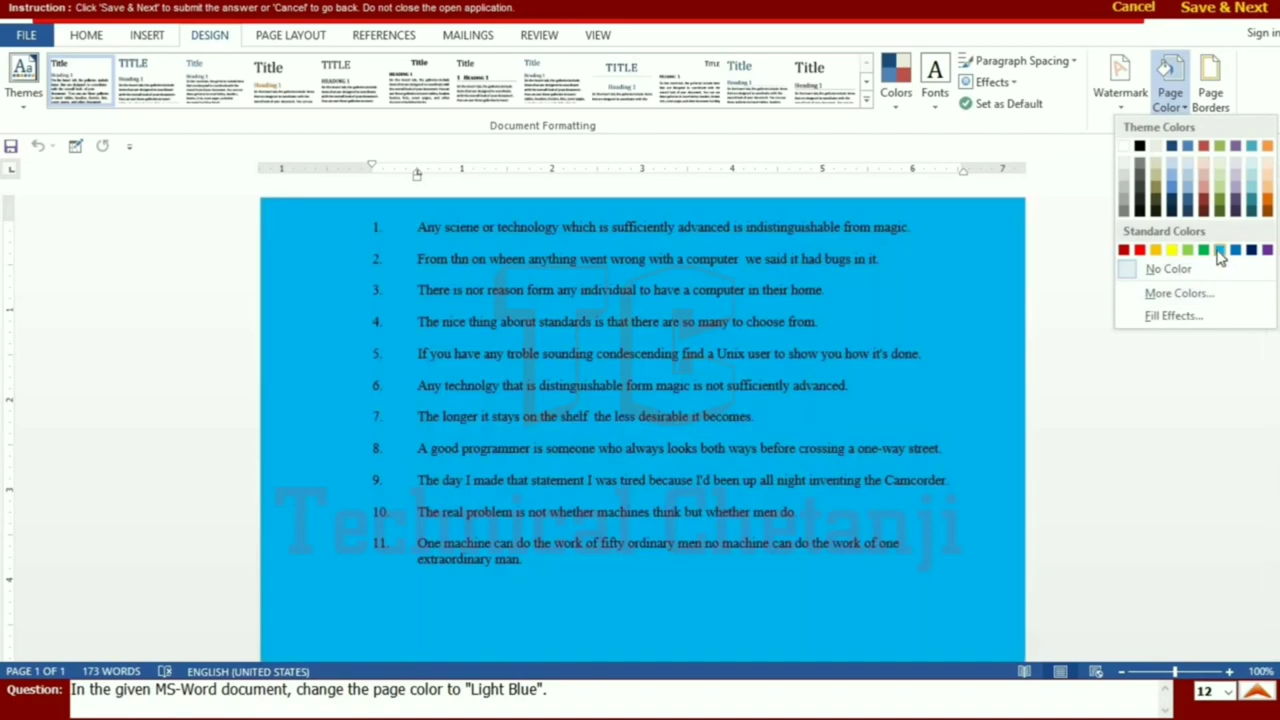 Instruction : Click 'Save & Next' to submit the answer or 'Cancel' to go back. Do not close the open application.
Cancel Save & Next
FILE HOME INSERT DESIGN PAGE LAYOUT REFERENCES MAILINGS REVIEW VIEW
Sign in
Themes
Colors
Fonts
Paragraph Spacing
Effects
Set as Default
Watermark
Page Color
Page Borders
Document Formatting
Theme Colors
Standard Colors
No Color
More Colors...
Fill Effects...
1 1 2 3 4 5 6 7
1. Any sciene or technology which is sufficiently advanced is indistinguishable from magic.
2. From thn on wheen anything went wrong with a computer we said it had bugs in it.
3. There is nor reason form any individual to have a computer in their home.
4. The nice thing aborut standards is that there are so many to choose from.
5. If you have any troble sounding condescending find a Unix user to show you how it's done.
6. Any technolgy that is distinguishable form magic is not sufficiently advanced.
7. The longer it stays on the shelf the less desirable it becomes.
8. A good programmer is someone who always looks both ways before crossing a one-way street.
9. The day I made that statement I was tired because I'd been up all night inventing the Camcorder.
10. The real problem is not whether machines think but whether men do.
11. One machine can do the work of fifty ordinary men no machine can do the work of one
extraordinary man.
Technical Chetanji
PAGE 1 OF 1 173 WORDS ENGLISH (UNITED STATES) 100%
Question: In the given MS-Word document, change the page color to "Light Blue".
12